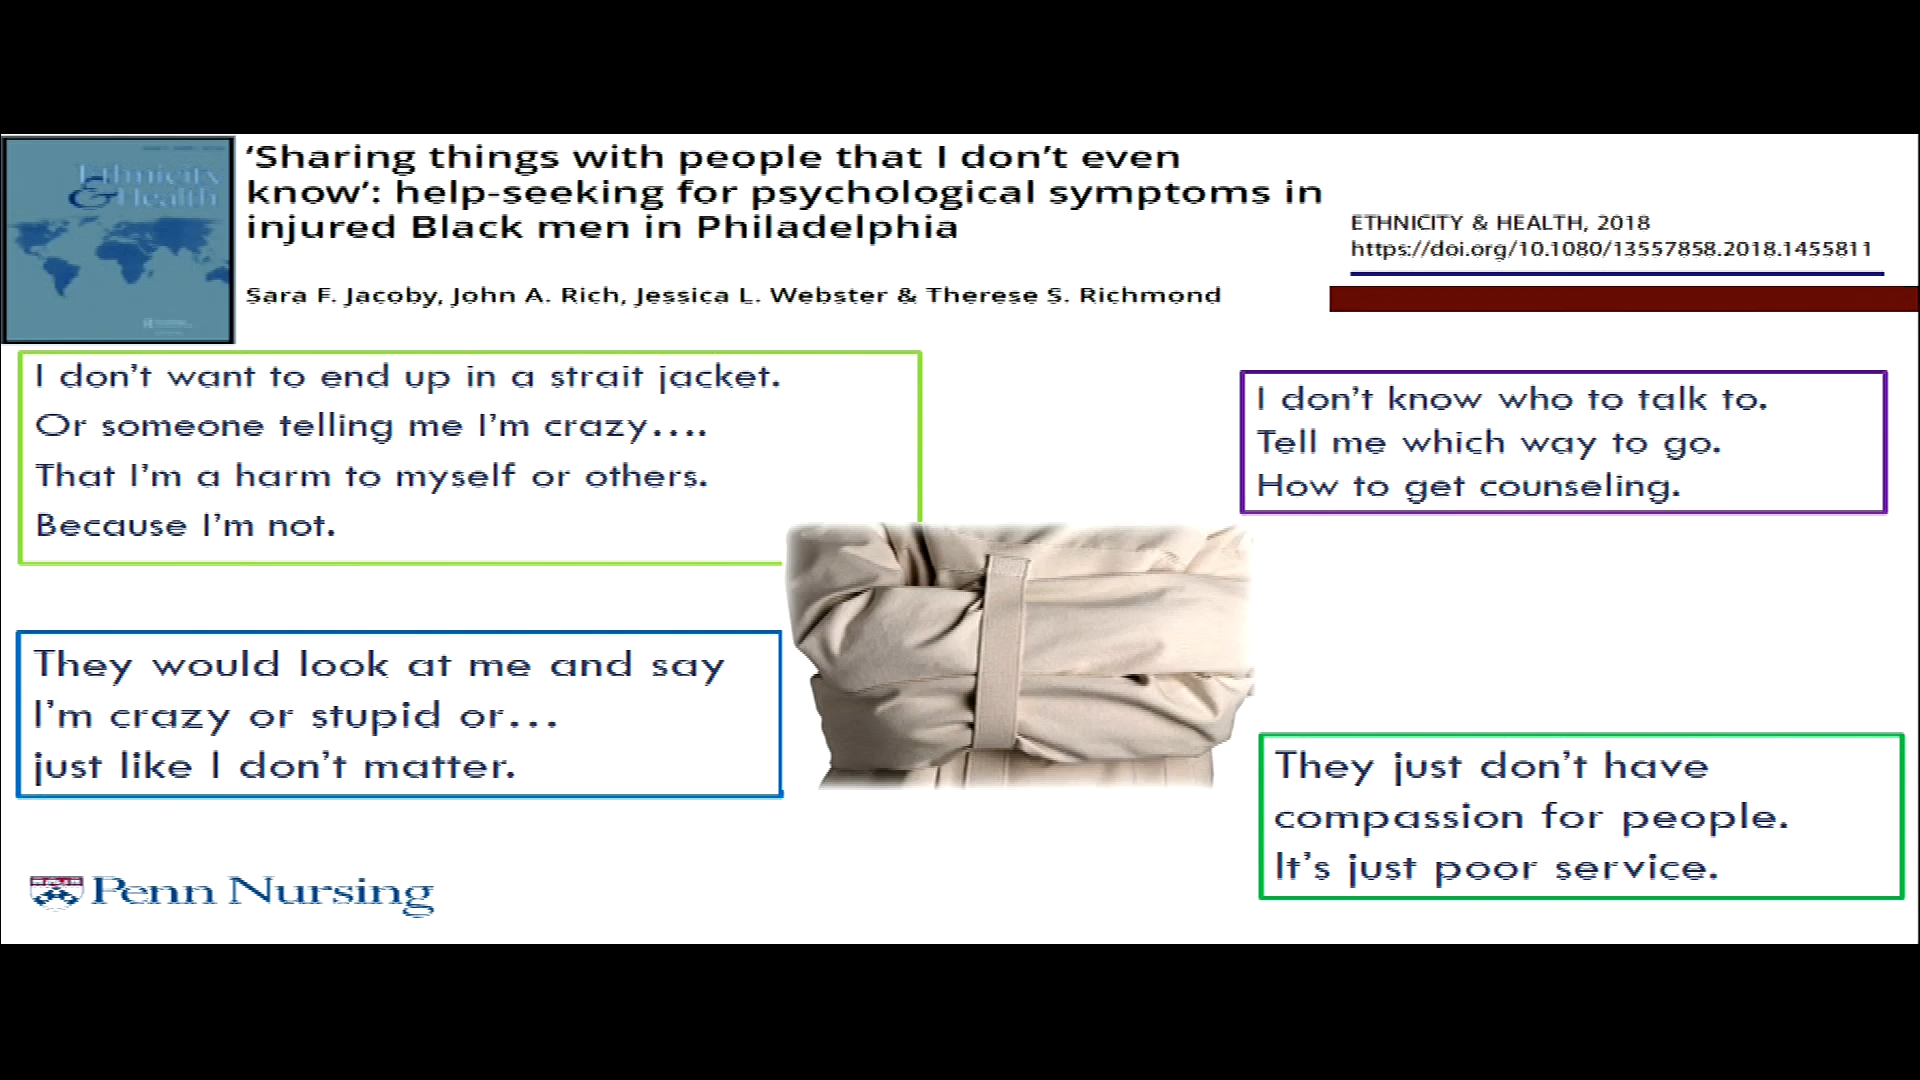 Ethnicity
& Health
‘Sharing things with people that I don’t even
know’: help-seeking for psychological symptoms in
injured Black men in Philadelphia
Sara F. Jacoby, John A. Rich, Jessica L. Webster & Therese S. Richmond
ETHNICITY & HEALTH, 2018
https://doi.org/10.1080/13557858.2018.1455811
I don’t want to end up in a strait jacket.
Or someone telling me I’m crazy....
That I’m a harm to myself or others.
Because I’m not.
I don’t know who to talk to.
Tell me which way to go.
How to get counseling.
They would look at me and say
I’m crazy or stupid or...
just like I don’t matter.
They just don’t have
compassion for people.
It’s just poor service.
Penn Nursing